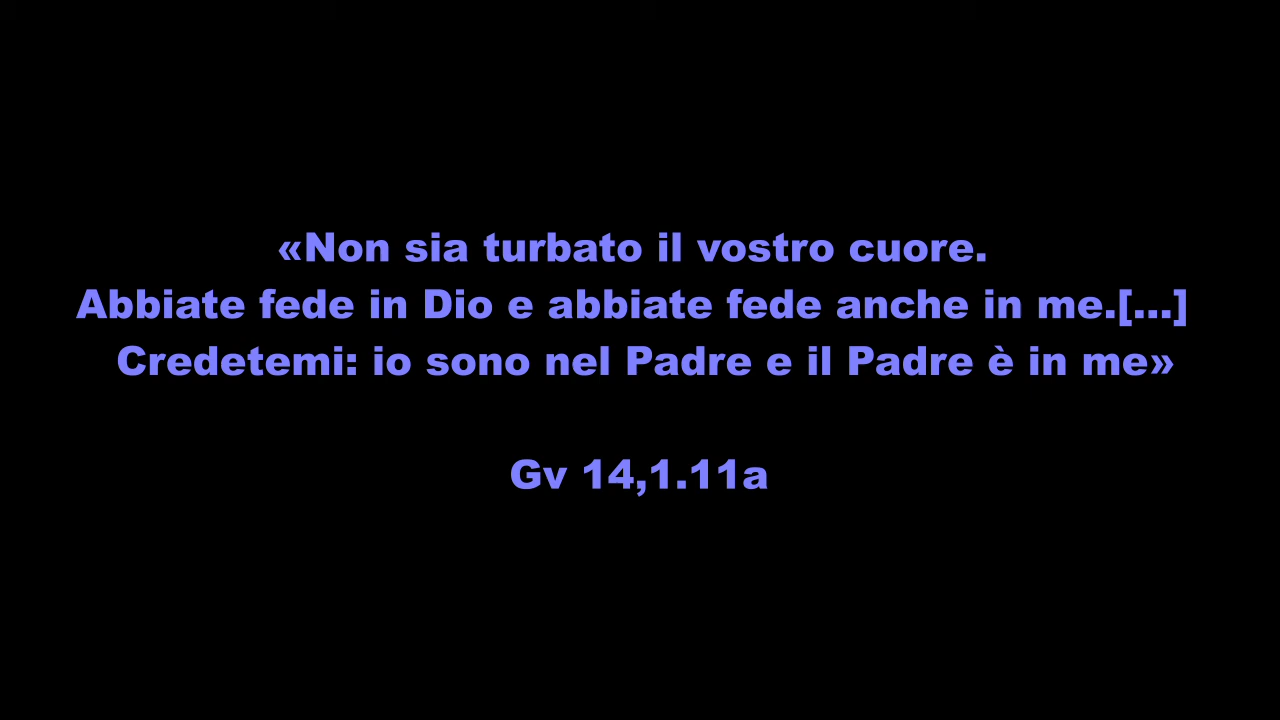 «Non sia turbato il vostro cuore.
Abbiate fede in Dio e abbiate fede anche in me.[...]
Credetemi: io sono nel Padre e il Padre è in me»
Gv 14,1.11a